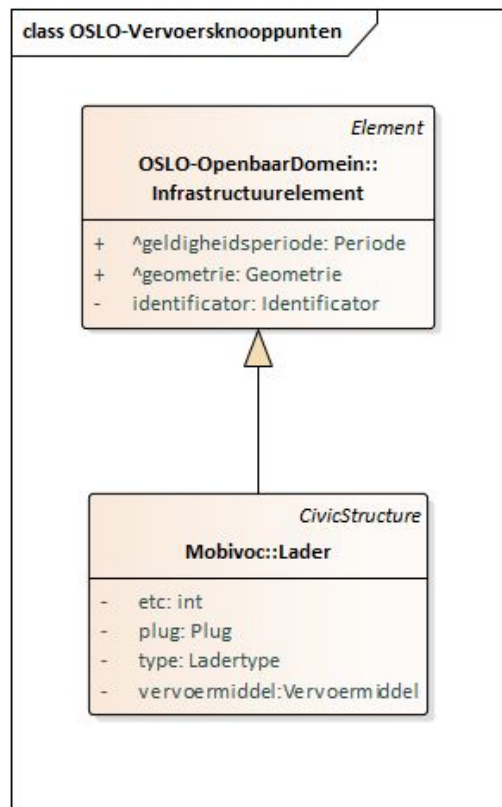 class OSLO-Vervoersknooppunten
Element
OSLO-OpenbaarDomein::
Infrastructuurelement
+ ^geldigheidsperiode: Periode
+ ^geometrie: Geometrie
- identificator: Identificator
CivicStructure
Mobivoc::Lader
- etc: int
- plug: Plug
- type: Ladertype
- vervoermiddel:Vervoermiddel